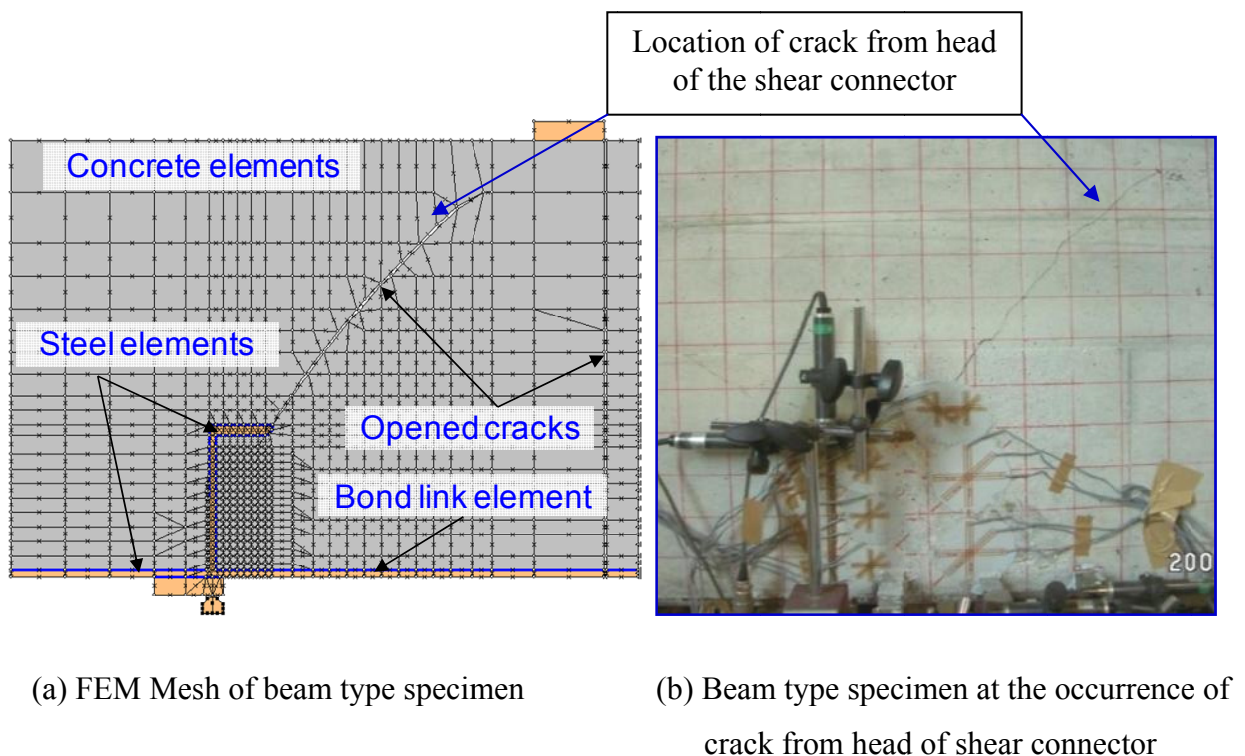 Location of crack from head
of the shear connector
Concrete elements
Steel elements
Opened cracks
Bond link element
200
(a) FEM Mesh of beam type specimen
(b) Beam type specimen at the occurrence of
crack from head of shear connector